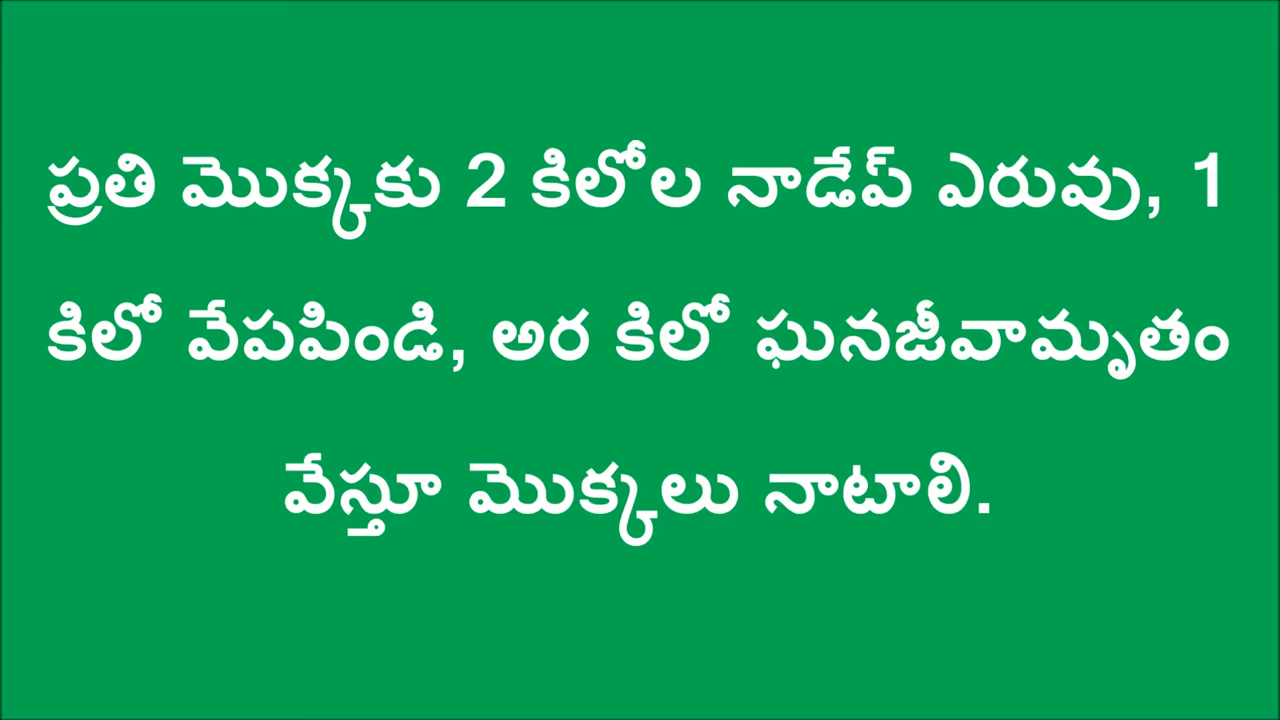 ప్రతి మొక్కకు 2 కిలోల నాడేప్ ఎరువు, 1
కిలో వేపపిండి, అర కిలో ఘనజీవామృతం
వేస్తూ మొక్కలు నాటాలి.